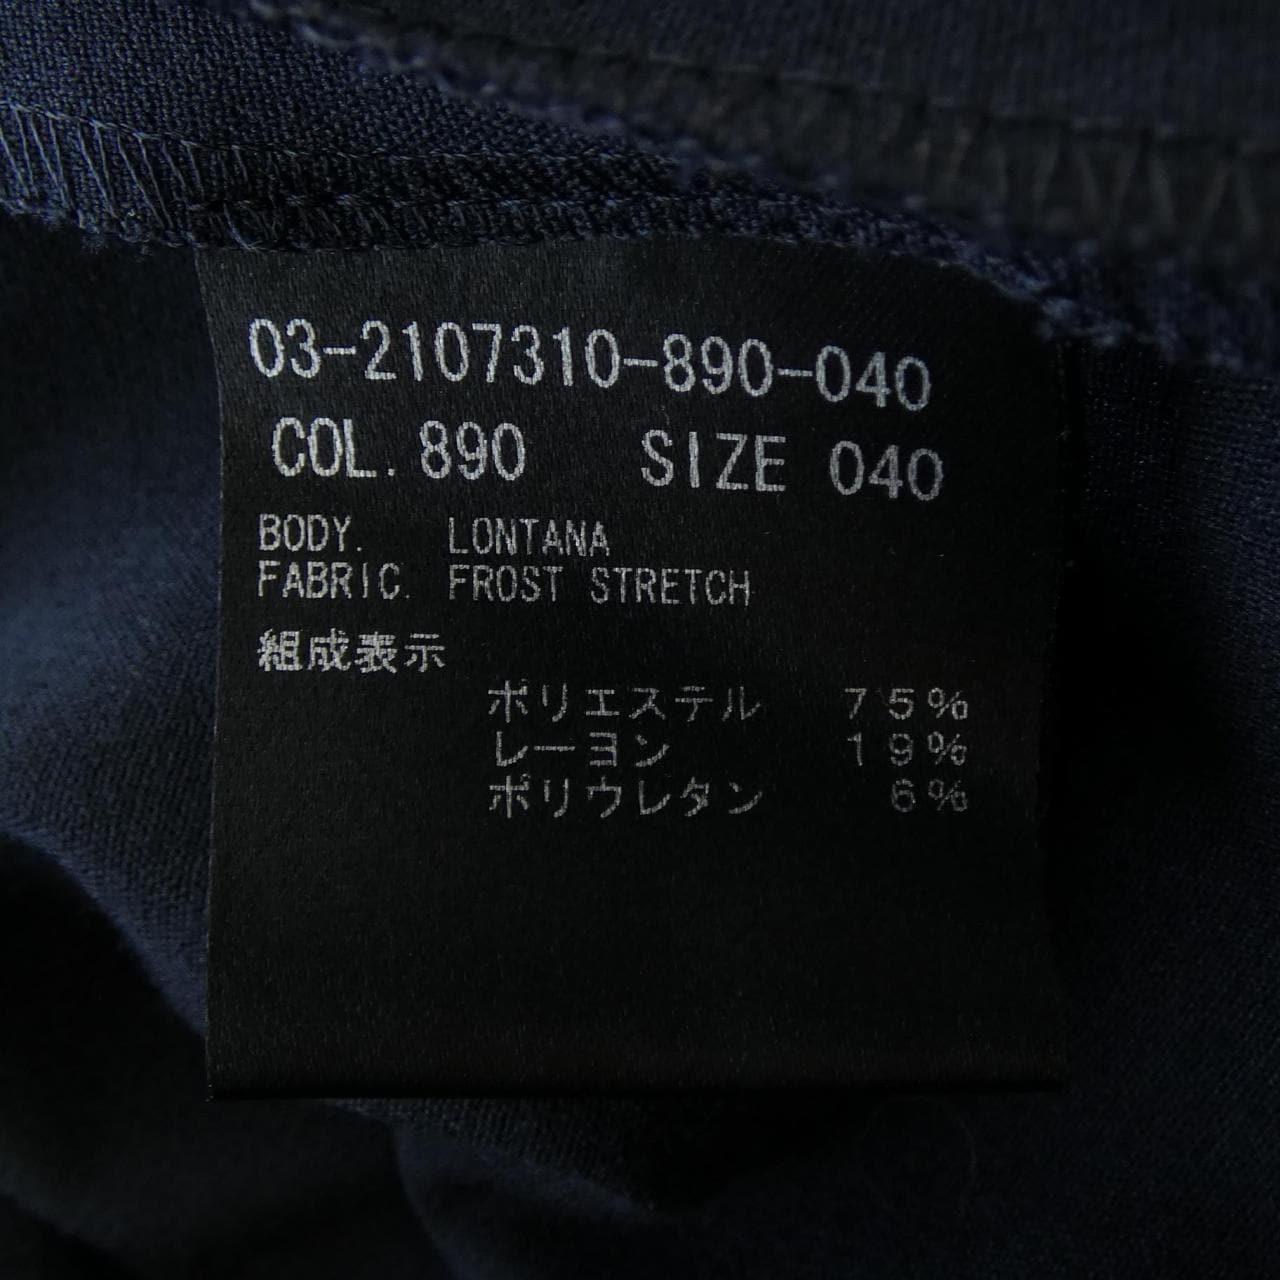 03-2107310-890-040
COL. 890 SIZE 040
BODY. LONTANA
FABRIC. FROST STRETCH
組成表示
ポリエステル 75%
レーヨン 19%
ポリウレタン 6%